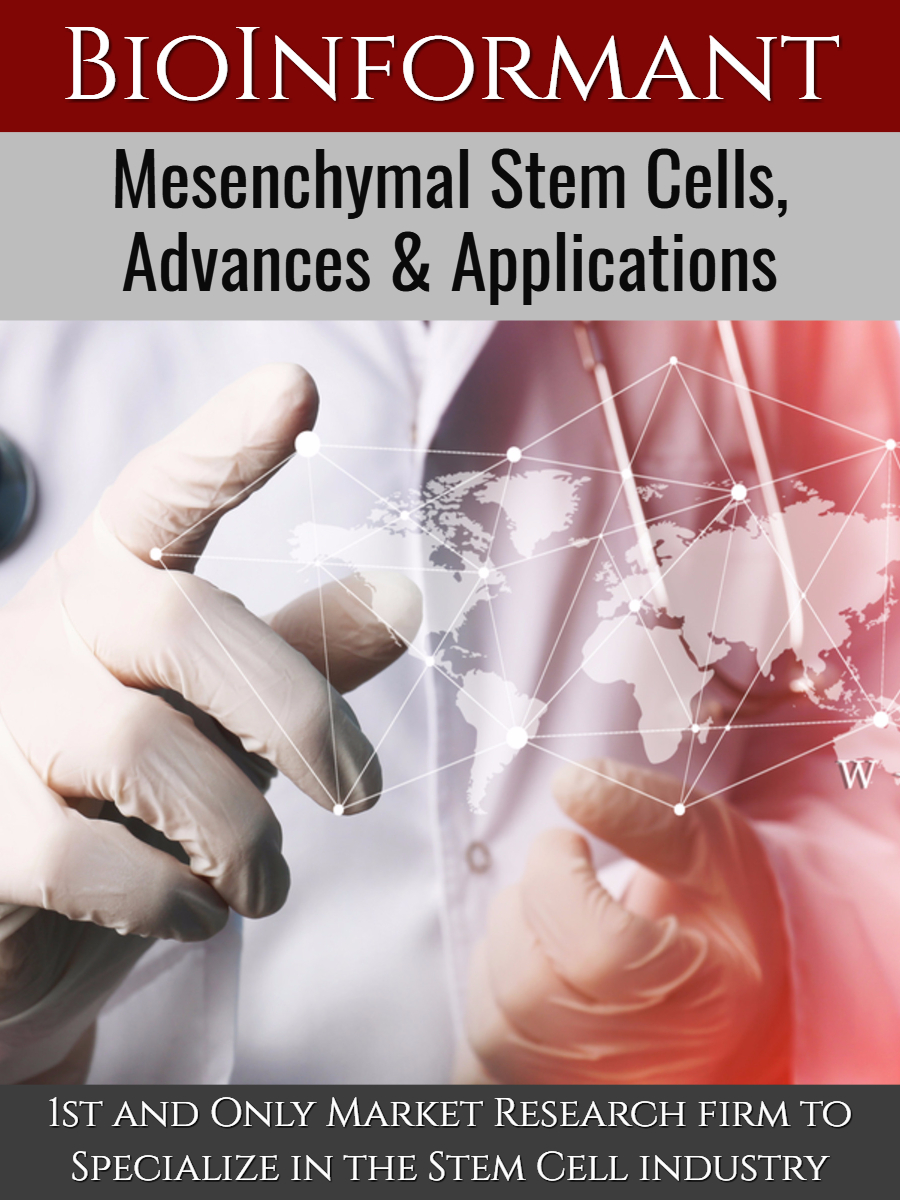 BioInformant
Mesenchymal Stem Cells,
Advances & Applications
W
1st and Only Market Research firm to
Specialize in the Stem Cell industry